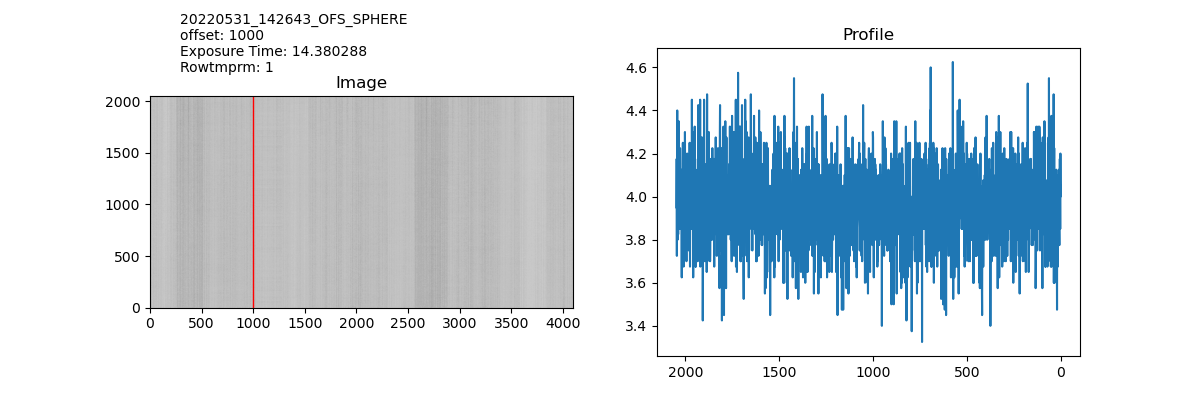 20220531_142643_OFS_SPHERE
offset: 1000
Exposure Time: 14.380288
Rowtmprm: 1
Image
2000
1500
1000
500
0
0 500 1000 1500 2000 2500 3000 3500 4000
Profile
4.6
4.4
4.2
4.0
3.8
3.6
3.4
2000 1500 1000 500 0